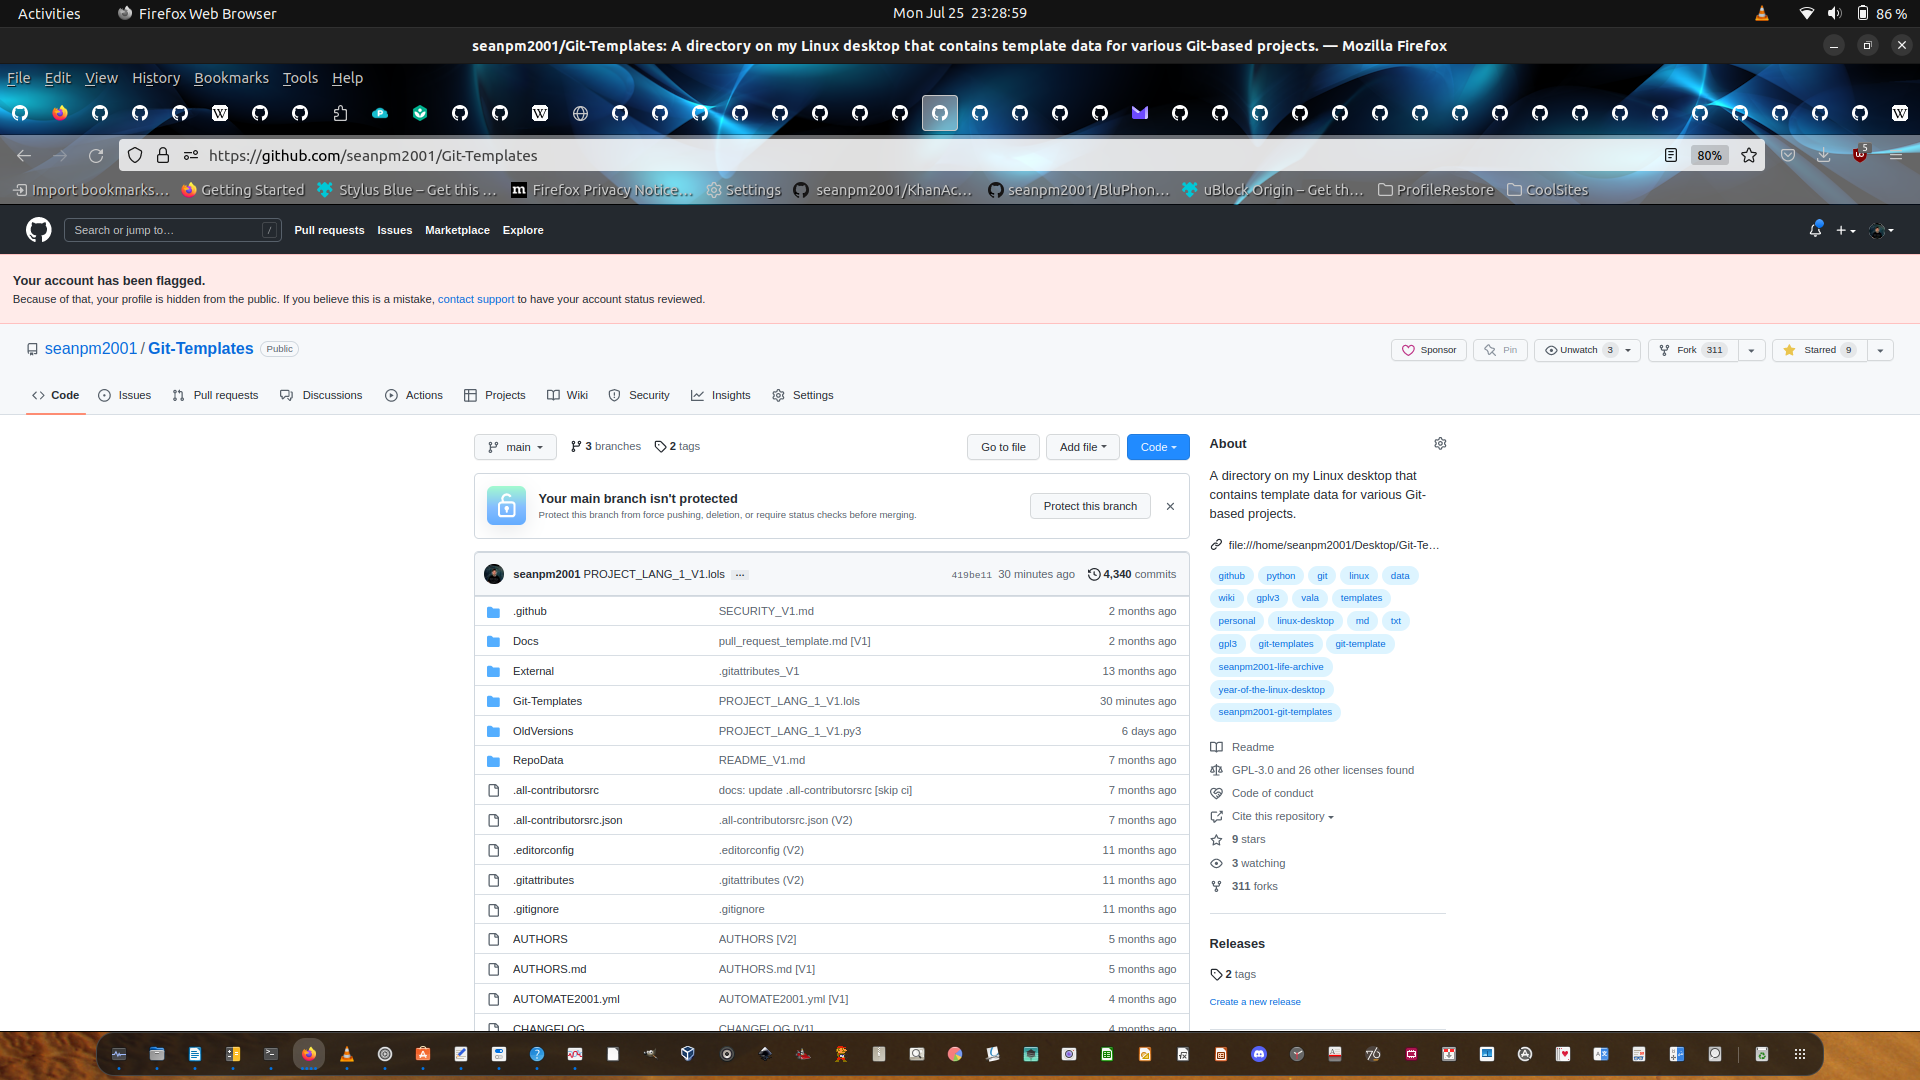 Activities
Firefox Web Browser
Mon Jul 25 23:28:59
86 %
seanpm2001/Git-Templates: A directory on my Linux desktop that contains template data for various Git-based projects. — Mozilla Firefox
File Edit View History Bookmarks Tools Help
https://github.com/seanpm2001/Git-Templates
80%
5
Import bookmarks…
Getting Started
Stylus Blue – Get this …
Firefox Privacy Notice…
Settings
seanpm2001/KhanAc…
seanpm2001/BluPhon…
uBlock Origin – Get th…
ProfileRestore
CoolSites
Search or jump to…
/
Pull requests Issues Marketplace Explore
Your account has been flagged.
Because of that, your profile is hidden from the public. If you believe this is a mistake, contact support to have your account status reviewed.
seanpm2001 / Git-Templates Public
Sponsor
Pin
Unwatch 3
Fork 311
Starred 9
Code
Issues
Pull requests
Discussions
Actions
Projects
Wiki
Security
Insights
Settings
main
3 branches
2 tags
Go to file
Add file
Code
Your main branch isn't protected
Protect this branch from force pushing, deletion, or require status checks before merging.
Protect this branch
seanpm2001 PROJECT_LANG_1_V1.lols …
419be11 30 minutes ago
4,340 commits
.github SECURITY_V1.md 2 months ago
Docs pull_request_template.md [V1] 2 months ago
External .gitattributes_V1 13 months ago
Git-Templates PROJECT_LANG_1_V1.lols 30 minutes ago
OldVersions PROJECT_LANG_1_V1.py3 6 days ago
RepoData README_V1.md 7 months ago
.all-contributorsrc docs: update .all-contributorsrc [skip ci] 7 months ago
.all-contributorsrc.json .all-contributorsrc.json (V2) 7 months ago
.editorconfig .editorconfig (V2) 11 months ago
.gitattributes .gitattributes (V2) 11 months ago
.gitignore .gitignore 11 months ago
AUTHORS AUTHORS [V2] 5 months ago
AUTHORS.md AUTHORS.md [V1] 5 months ago
AUTOMATE2001.yml AUTOMATE2001.yml [V1] 4 months ago
CHANGELOG CHANGELOG [V1] 4 months ago
About
A directory on my Linux desktop that
contains template data for various Git-
based projects.
file:///home/seanpm2001/Desktop/Git-Te…
github python git linux data
wiki gplv3 vala templates
personal linux-desktop md txt
gpl3 git-templates git-template
seanpm2001-life-archive
year-of-the-linux-desktop
seanpm2001-git-templates
Readme
GPL-3.0 and 26 other licenses found
Code of conduct
Cite this repository
9 stars
3 watching
311 forks
Releases
2 tags
Create a new release